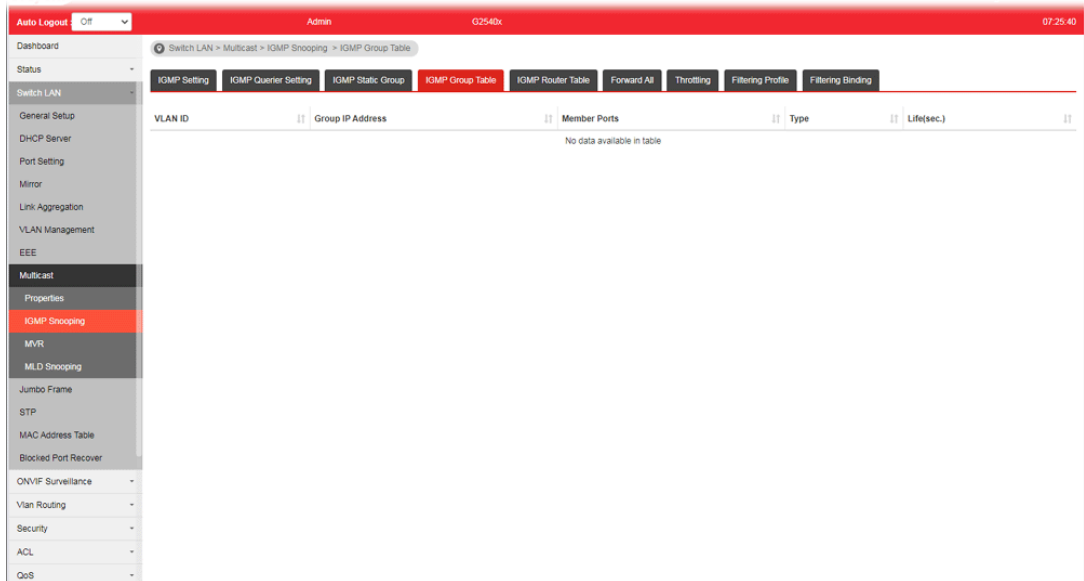 Auto Logout : Off Admin G2540x 07:25:40
Dashboard
Status
Switch LAN
General Setup
DHCP Server
Port Setting
Mirror
Link Aggregation
VLAN Management
EEE
Multicast
Properties
IGMP Snooping
MVR
MLD Snooping
Jumbo Frame
STP
MAC Address Table
Blocked Port Recover
ONVIF Surveillance
Vlan Routing
Security
ACL
QoS
Switch LAN > Multicast > IGMP Snooping > IGMP Group Table
IGMP Setting IGMP Querier Setting IGMP Static Group IGMP Group Table IGMP Router Table Forward All Throttling Filtering Profile Filtering Binding
VLAN ID Group IP Address Member Ports Type Life(sec.)
No data available in table